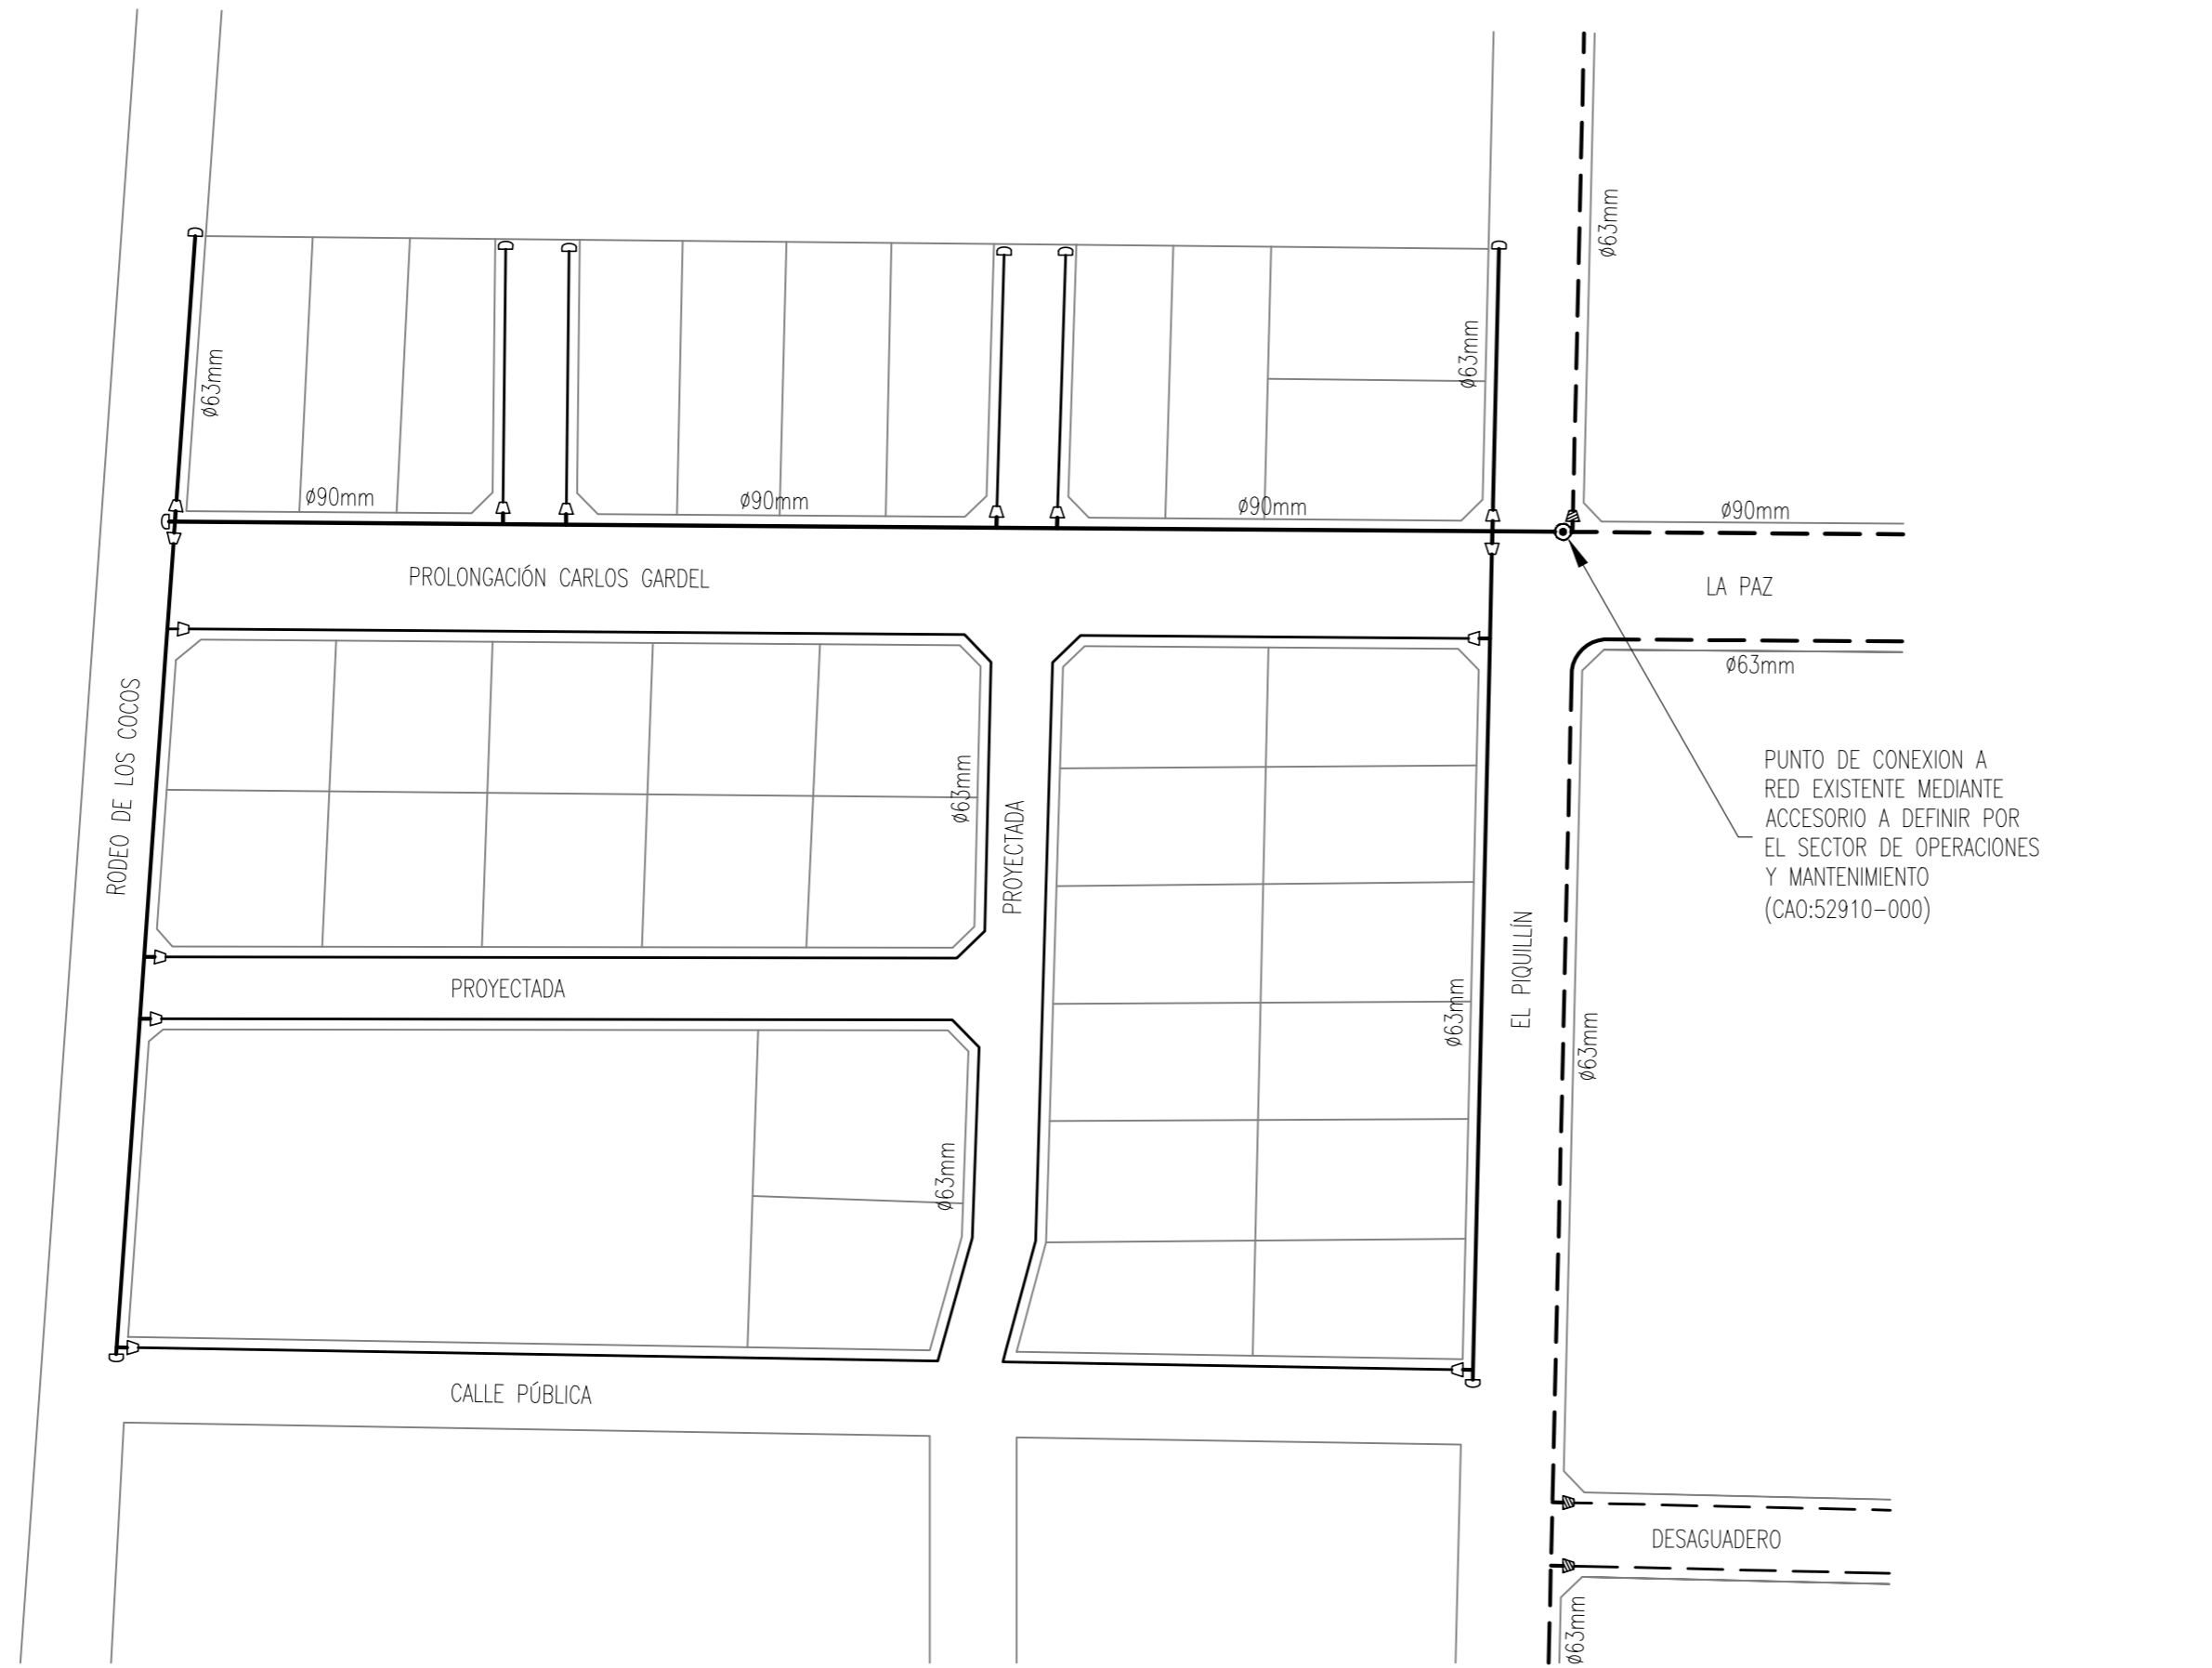 ø63mm
ø63mm
ø63mm
ø90mm
ø90mm
ø90mm
ø90mm
PROLONGACIÓN CARLOS GARDEL
LA PAZ
ø63mm
RODEO DE LOS COCOS
ø63mm
PROYECTADA
PUNTO DE CONEXION A
RED EXISTENTE MEDIANTE
ACCESORIO A DEFINIR POR
EL SECTOR DE OPERACIONES
Y MANTENIMIENTO
(CAO:52910-000)
EL PIQUILLÍN
PROYECTADA
ø63mm
ø63mm
ø63mm
CALLE PÚBLICA
DESAGUADERO
ø63mm